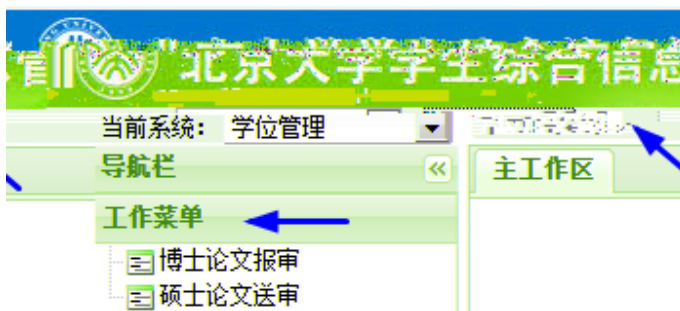 北京大学学生综合信息
当前系统： 学位管理
导航栏
主工作区
工作菜单
博士论文报审
硕士论文送审